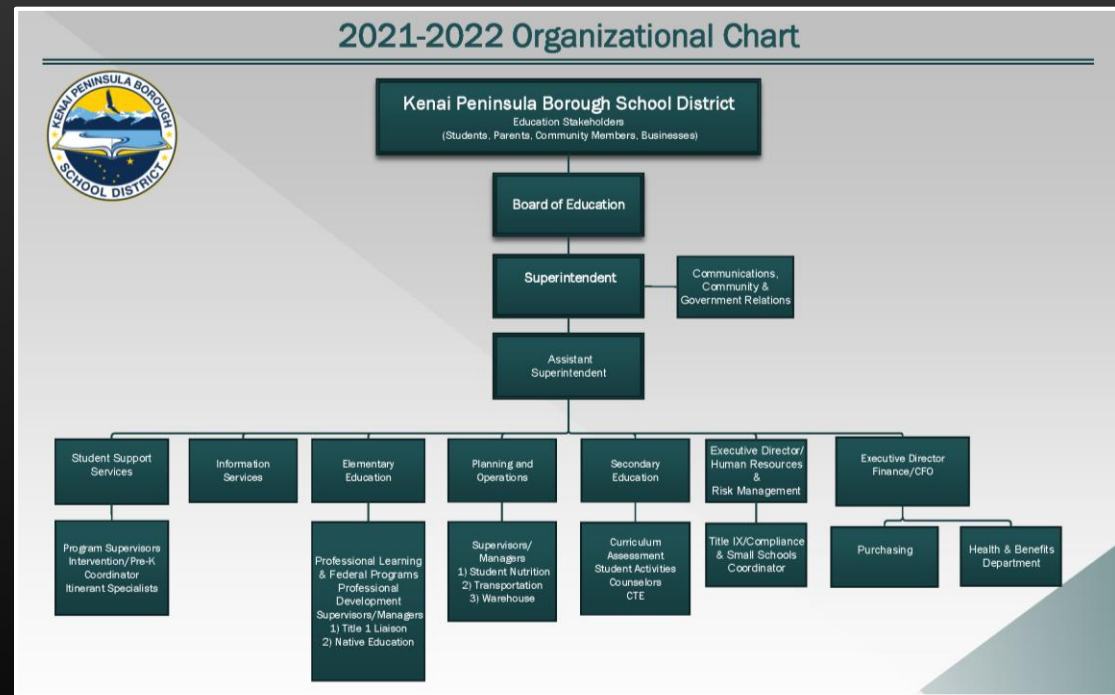 2021-2022 Organizational Chart
KENAI PENINSULA BOROUGH
SCHOOL DISTRICT
Kenai Peninsula Borough School District
Education Stakeholders
(Students, Parents, Community Members, Businesses)
Board of Education
Superintendent
Communications,
Community &
Government Relations
Assistant
Superintendent
Student Support
Services
Information
Services
Elementary
Education
Planning and
Operations
Secondary
Education
Executive Director/
Human Resources
&
Risk Management
Executive Director
Finance/CFO
Program Supervisors
Intervention/Pre-K
Coordinator
Itinerant Specialists
Professional Learning
& Federal Programs
Professional
Development
Supervisors/Managers
1) Title 1 Liaison
2) Native Education
Supervisors/
Managers
1) Student Nutrition
2) Transportation
3) Warehouse
Curriculum
Assessment
Student Activities
Counselors
CTE
Title IX/Compliance
& Small Schools
Coordinator
Purchasing
Health & Benefits
Department